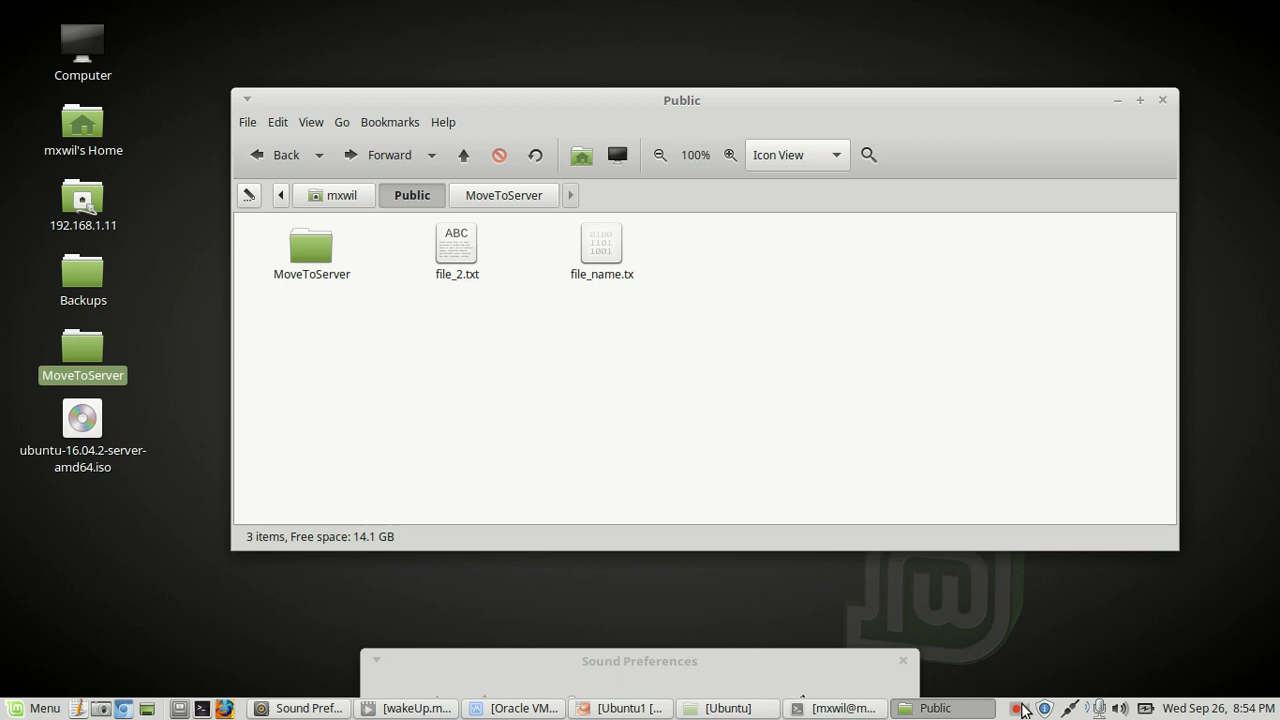 Computer
mxwil's Home
192.168.1.11
Backups
MoveToServer
ubuntu-16.04.2-server-
amd64.iso
Public
File Edit View Go Bookmarks Help
Back Forward 100% Icon View
mxwil Public MoveToServer
ABC
0100
1101
1001
MoveToServer file_2.txt file_name.tx
3 items, Free space: 14.1 GB
Sound Preferences
Menu Sound Pref... [wakeUp.m... [Oracle VM... [Ubuntu1 [... [Ubuntu] [mxwil@m... Public Wed Sep 26, 8:54 PM